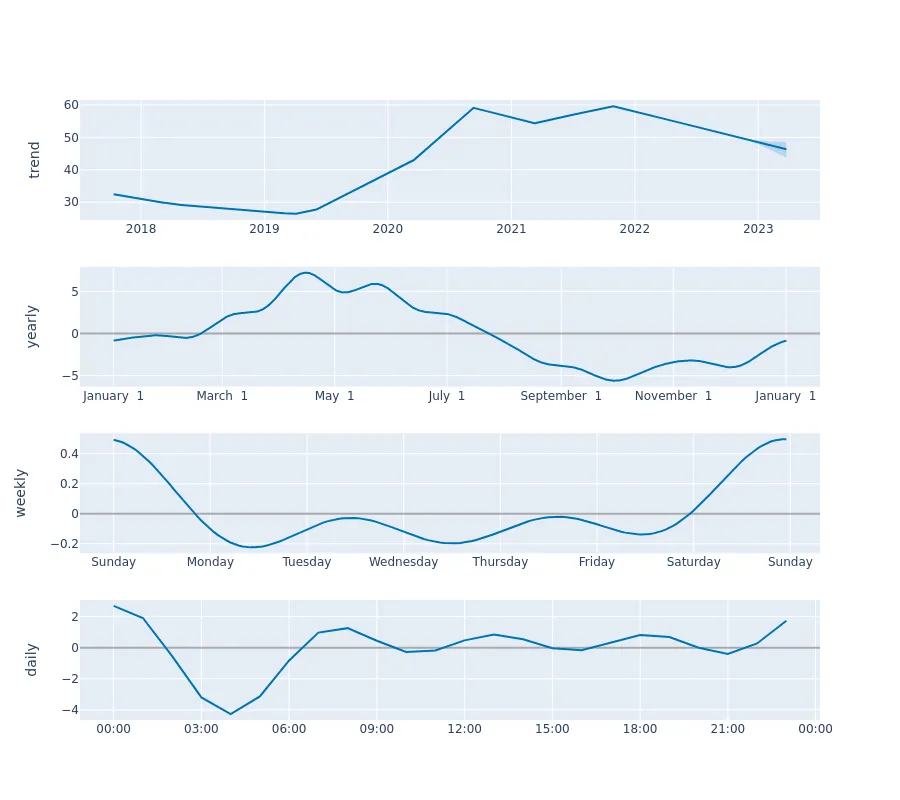 60
50
40
30
trend
2018 2019 2020 2021 2022 2023
5
0
−5
yearly
January 1 March 1 May 1 July 1 September 1 November 1 January 1
0.4
0.2
0
−0.2
weekly
Sunday Monday Tuesday Wednesday Thursday Friday Saturday Sunday
2
0
−2
−4
daily
00:00 03:00 06:00 09:00 12:00 15:00 18:00 21:00 00:00